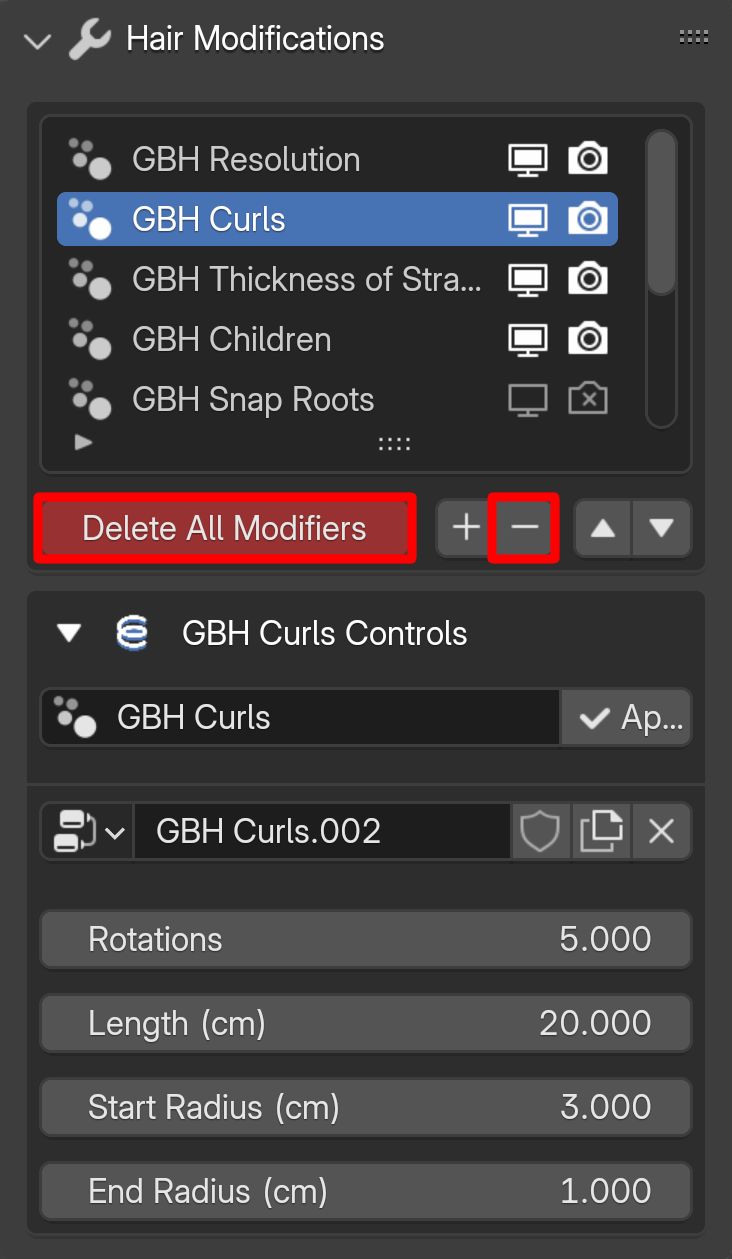 Hair Modifications
GBH Resolution
GBH Curls
GBH Thickness of Stra...
GBH Children
GBH Snap Roots
Delete All Modifiers
GBH Curls Controls
GBH Curls Ap...
GBH Curls.002
Rotations 5.000
Length (cm) 20.000
Start Radius (cm) 3.000
End Radius (cm) 1.000